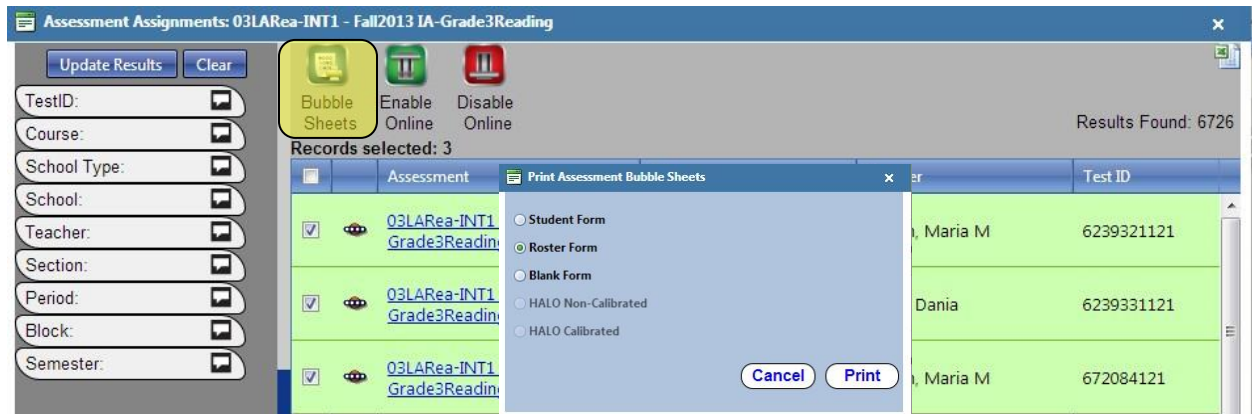 Assessment Assignments: 03LARea-INT1 - Fall2013 IA-Grade3Reading
Update Results Clear
TestID:
Course:
School Type:
School:
Teacher:
Section:
Period:
Block:
Semester:
Bubble Sheets
Enable Online
Disable Online
Results Found: 6726
Records selected: 3
Assessment
Test ID
03LARea-INT1
, Maria M
6239321121
03LARea-INT1
Dania
6239331121
03LARea-INT1
, Maria M
672084121
Print Assessment Bubble Sheets
Student Form
Roster Form
Blank Form
HALO Non-Calibrated
HALO Calibrated
Cancel Print